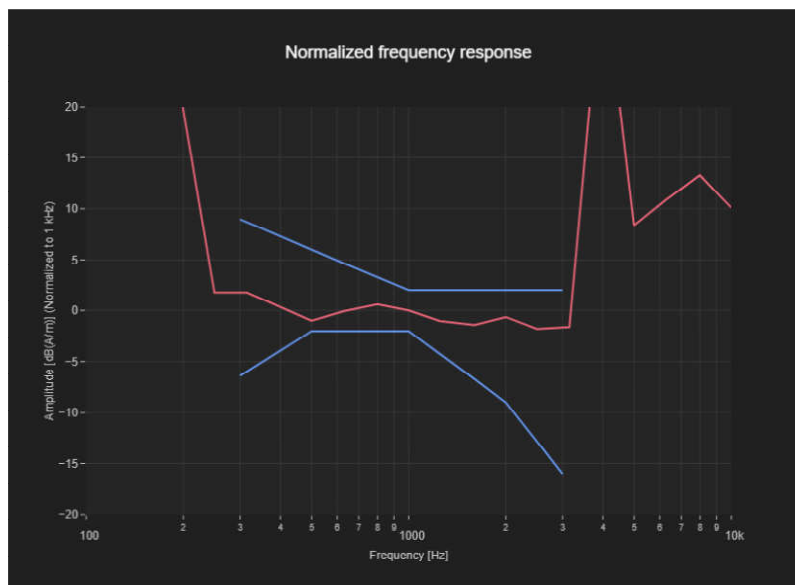 Normalized frequency response
20
15
10
5
0
−5
−10
−15
−20
Amplitude [dB(A/m)] (Normalized to 1 kHz)
100 2 3 4 5 6 7 8 9 1000 2 3 4 5 6 7 8 9 10k
Frequency [Hz]